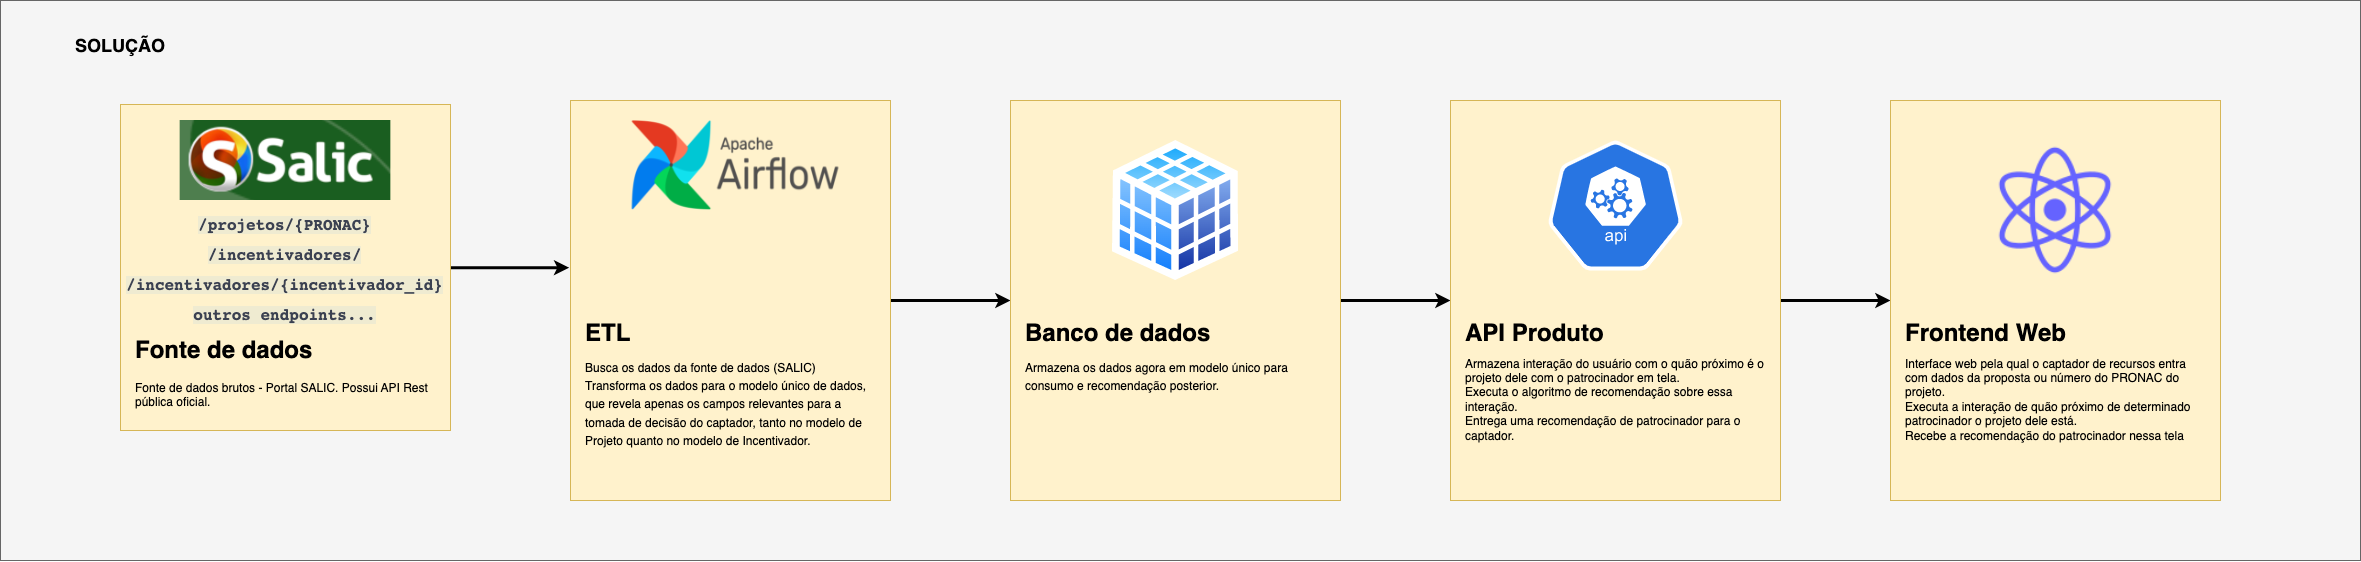 SOLUÇÃO
Salic
/projetos/{PRONAC}
/incentivadores/
/incentivadores/{incentivador_id}
outros endpoints...
Fonte de dados
Fonte de dados brutos - Portal SALIC. Possui API Rest
pública oficial.
Apache
Airflow
ETL
Busca os dados da fonte de dados (SALIC)
Transforma os dados para o modelo único de dados,
que revela apenas os campos relevantes para a
tomada de decisão do captador, tanto no modelo de
Projeto quanto no modelo de Incentivador.
Banco de dados
Armazena os dados agora em modelo único para
consumo e recomendação posterior.
api
API Produto
Armazena interação do usuário com o quão próximo é o
projeto dele com o patrocinador em tela.
Executa o algoritmo de recomendação sobre essa
interação.
Entrega uma recomendação de patrocinador para o
captador.
Frontend Web
Interface web pela qual o captador de recursos entra
com dados da proposta ou número do PRONAC do
projeto.
Executa a interação de quão próximo de determinado
patrocinador o projeto dele está.
Recebe a recomendação do patrocinador nessa tela